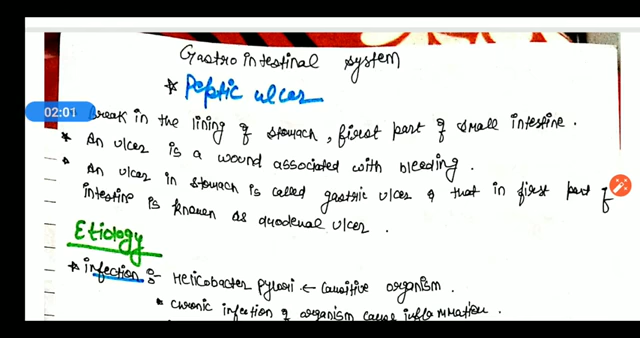 Gastrointestinal system
* Peptic ulcer
02:01
Break in the lining of stomach, first part of small intestine.
* An ulcer is a wound associated with bleeding.
* An ulcer in stomach is called gastric ulcer & that in first part of
intestine is known as duodenal ulcer.
Etiology
* infection :- Helicobacter pylori ← causitive organism.
* chronic infection of organism cause inflammation.